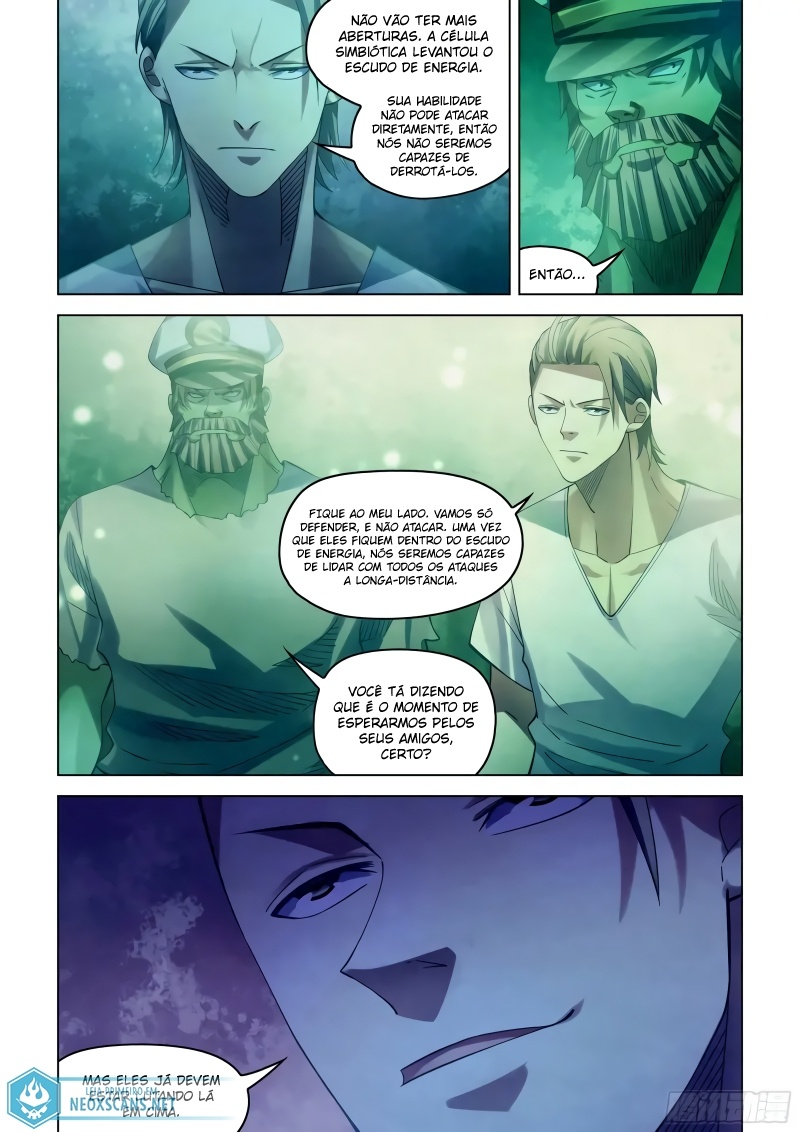 NÃO VÃO TER MAIS
ABERTURAS. A CÉLULA
SIMBIÓTICA LEVANTOU O
ESCUDO DE ENERGIA.
SUA HABILIDADE
NÃO PODE ATACAR
DIRETAMENTE, ENTÃO
NÓS NÃO SEREMOS
CAPAZES DE
DERROTÁ-LOS.
ENTÃO...
FIQUE AO MEU LADO. VAMOS SÓ
DEFENDER, E NÃO ATACAR. UMA VEZ
QUE ELES FIQUEM DENTRO DO ESCUDO
DE ENERGIA, NÓS SEREMOS CAPAZES
DE LIDAR COM TODOS OS ATAQUES
A LONGA-DISTÂNCIA.
VOCÊ TÁ DIZENDO
QUE É O MOMENTO DE
ESPERARMOS PELOS
SEUS AMIGOS,
CERTO?
MAS ELES JÁ DEVEM
ESTAR LUTANDO LÁ
EM CIMA.
LEIA PRIMEIRO EM
NEOXSCANS.NET